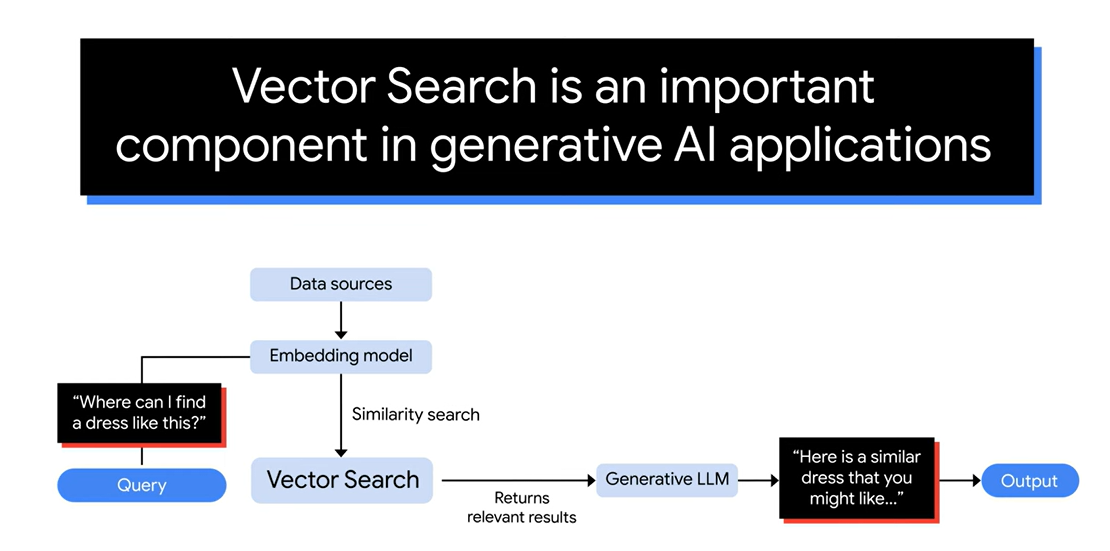 Vector Search is an important
component in generative AI applications
Data sources
Embedding model
“Where can I find
a dress like this?”
Query
Similarity search
Vector Search
Returns
relevant results
Generative LLM
“Here is a similar
dress that you
might like...”
Output